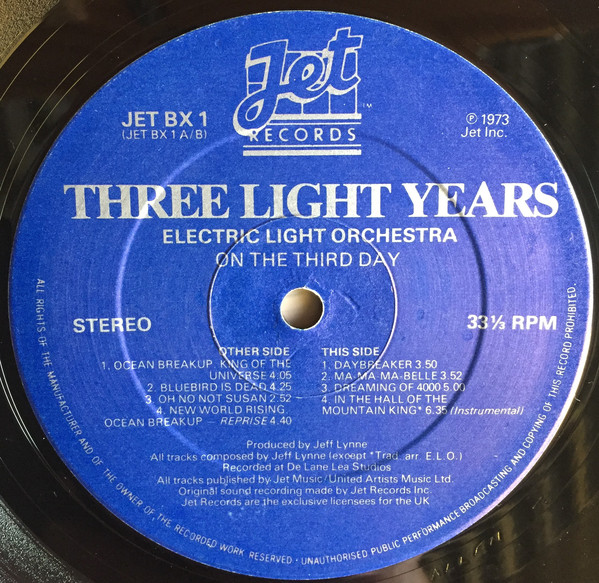 Jet
TM
RECORDS
JET BX 1
(JET BX 1 A/B)
℗ 1973
Jet Inc.
THREE LIGHT YEARS
ELECTRIC LIGHT ORCHESTRA
ON THE THIRD DAY
STEREO
33⅓ RPM
OTHER SIDE
1. OCEAN BREAKUP. KING OF THE
UNIVERSE 4:05
2. BLUEBIRD IS DEAD 4.25
3. OH NO NOT SUSAN 2.52
4. NEW WORLD RISING.
OCEAN BREAKUP – REPRISE 4.40
THIS SIDE
1. DAYBREAKER 3.50
2. MA-MA-MA-BELLE 3.52
3. DREAMING OF 4000 5.00
4. IN THE HALL OF THE
MOUNTAIN KING* 6.35 (Instrumental)
Produced by Jeff Lynne
All tracks composed by Jeff Lynne (except *Trad. arr. E.L.O.)
Recorded at De Lane Lea Studios
All tracks published by Jet Music/United Artists Music Ltd.
Original sound recording made by Jet Records Inc.
Jet Records are the exclusive licensees for the UK
ALL RIGHTS OF THE MANUFACTURER AND OF THE OWNER OF THE RECORDED WORK RESERVED · UNAUTHORISED PUBLIC PERFORMANCE BROADCASTING AND COPYING OF THIS RECORD PROHIBITED.